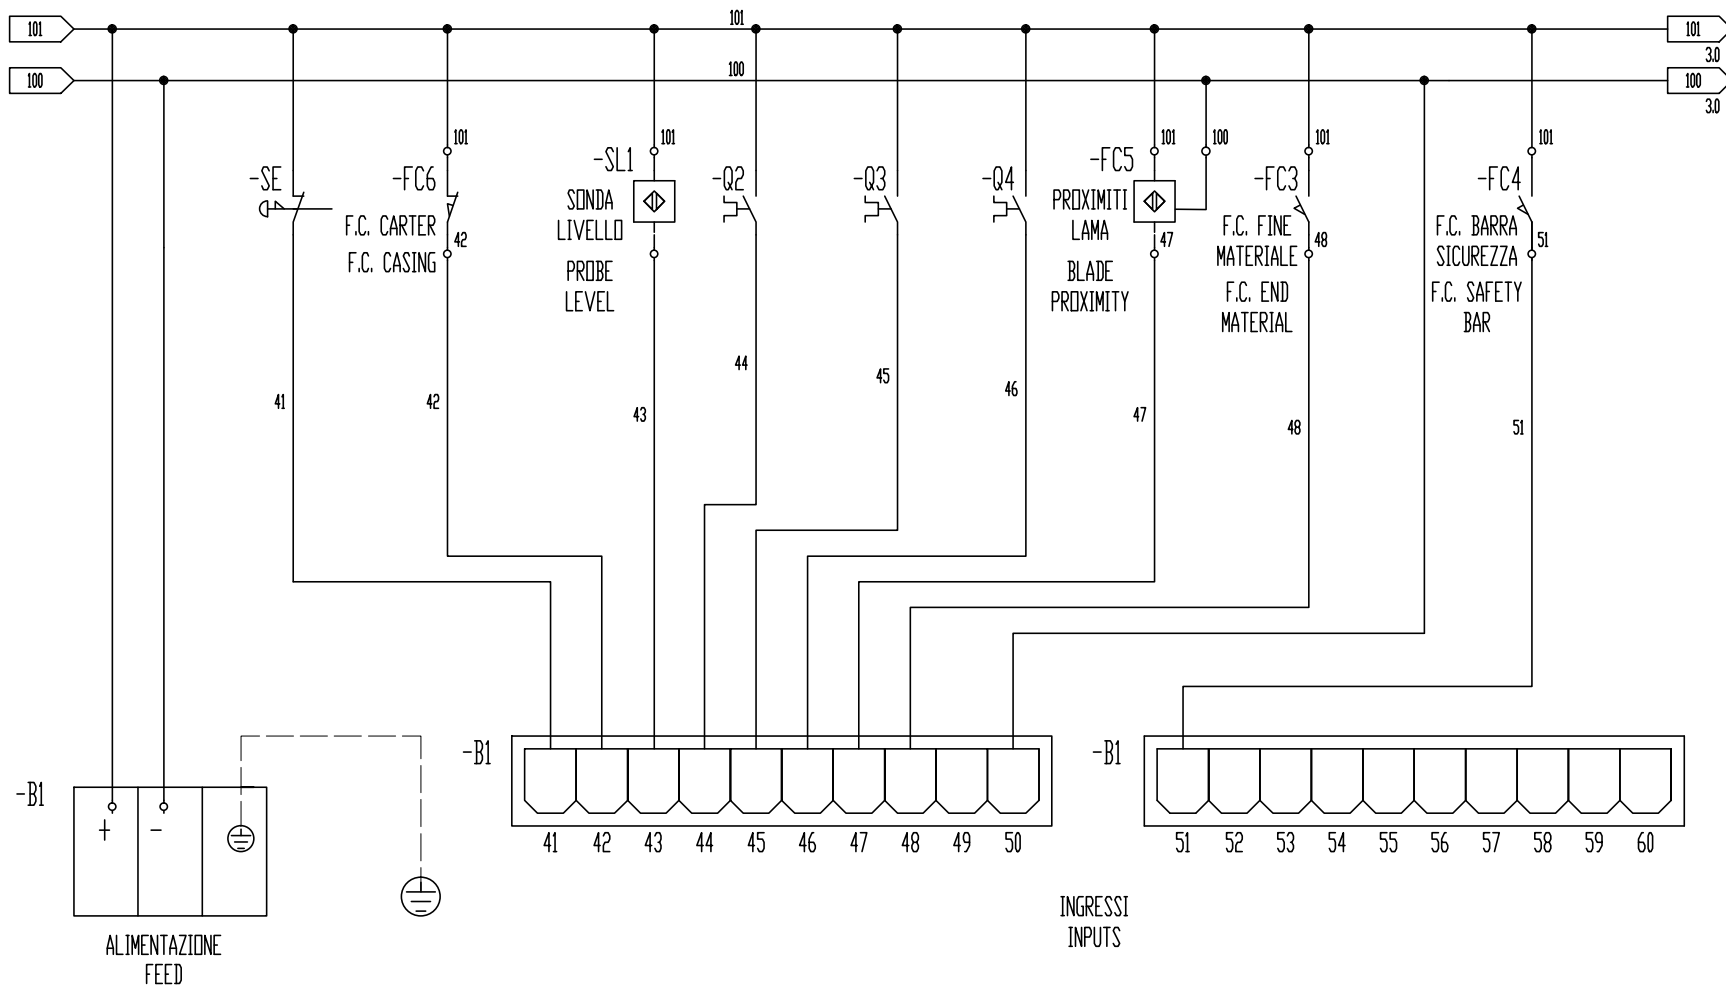 101
101
101
3.0
100
100
100
3.0
101
101
101
100
101
101
-SE
-FC6
-SL1
-Q2
-Q3
-Q4
-FC5
-FC3
-FC4
F.C. CARTER
F.C. CASING
42
SONDA
LIVELLO
PROBE
LEVEL
PROXIMITI
LAMA
47
BLADE
PROXIMITY
F.C. FINE
MATERIALE
48
F.C. END
MATERIAL
F.C. BARRA
SICUREZZA
51
F.C. SAFETY
BAR
41
42
43
44
45
46
47
48
51
-B1
+
-
-B1
-B1
41 42 43 44 45 46 47 48 49 50
51 52 53 54 55 56 57 58 59 60
ALIMENTAZIONE
FEED
INGRESSI
INPUTS